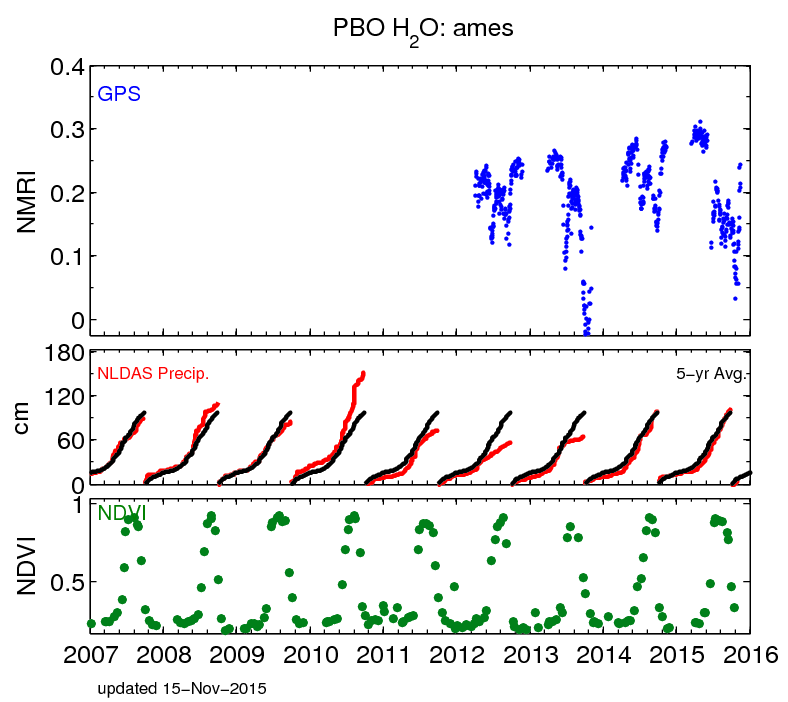 PBO H2O: ames
0.4
GPS
0.3
NMRI
0.2
0.1
0
180
NLDAS Precip.
5-yr Avg.
120
cm
60
0
1
NDVI
NDVI
0.5
2007 2008 2009 2010 2011 2012 2013 2014 2015 2016
updated 15-Nov-2015